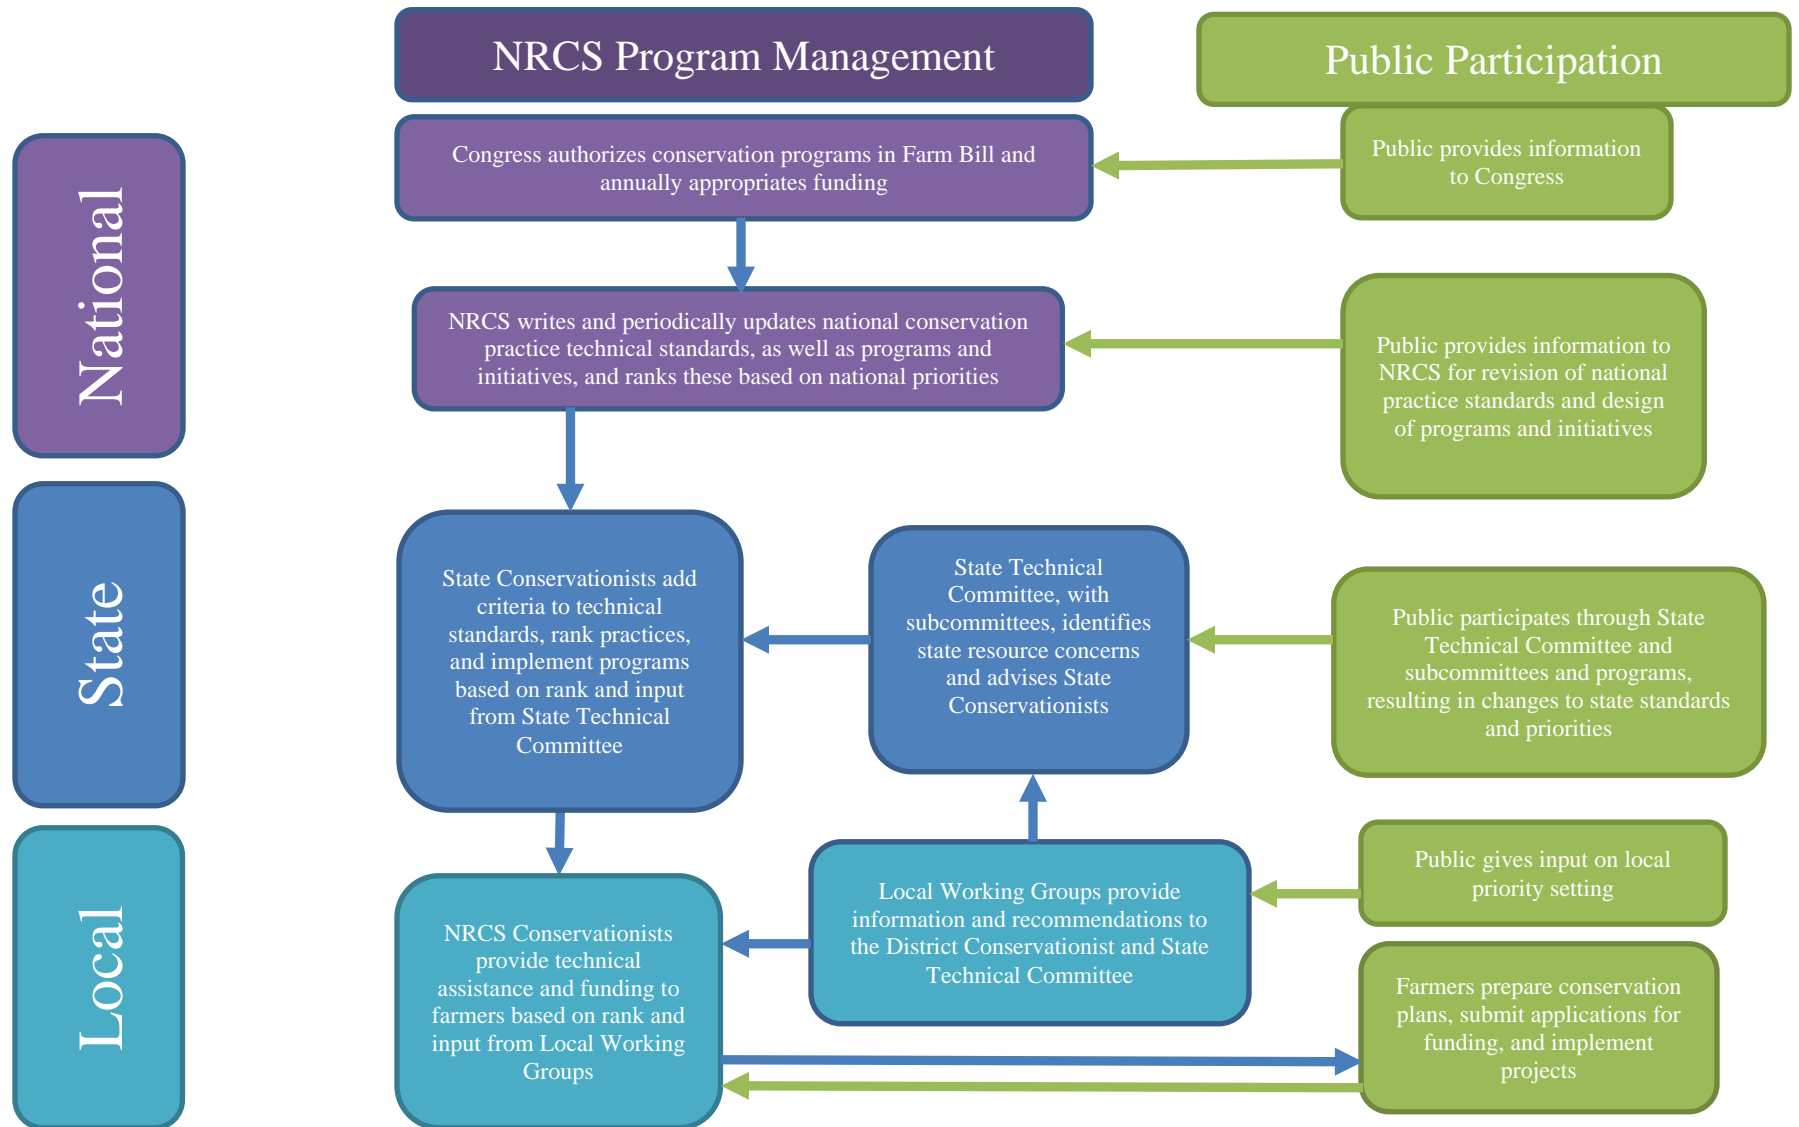 NRCS Program Management
Public Participation
National
Congress authorizes conservation programs in Farm Bill and
annually appropriates funding
Public provides information
to Congress
NRCS writes and periodically updates national conservation
practice technical standards, as well as programs and
initiatives, and ranks these based on national priorities
Public provides information to
NRCS for revision of national
practice standards and design
of programs and initiatives
State
State Conservationists add
criteria to technical
standards, rank practices,
and implement programs
based on rank and input
from State Technical
Committee
State Technical
Committee, with
subcommittees, identifies
state resource concerns
and advises State
Conservationists
Public participates through State
Technical Committee and
subcommittees and programs,
resulting in changes to state standards
and priorities
Local
NRCS Conservationists
provide technical
assistance and funding to
farmers based on rank and
input from Local Working
Groups
Local Working Groups provide
information and recommendations to
the District Conservationist and State
Technical Committee
Public gives input on local
priority setting
Farmers prepare conservation
plans, submit applications for
funding, and implement
projects